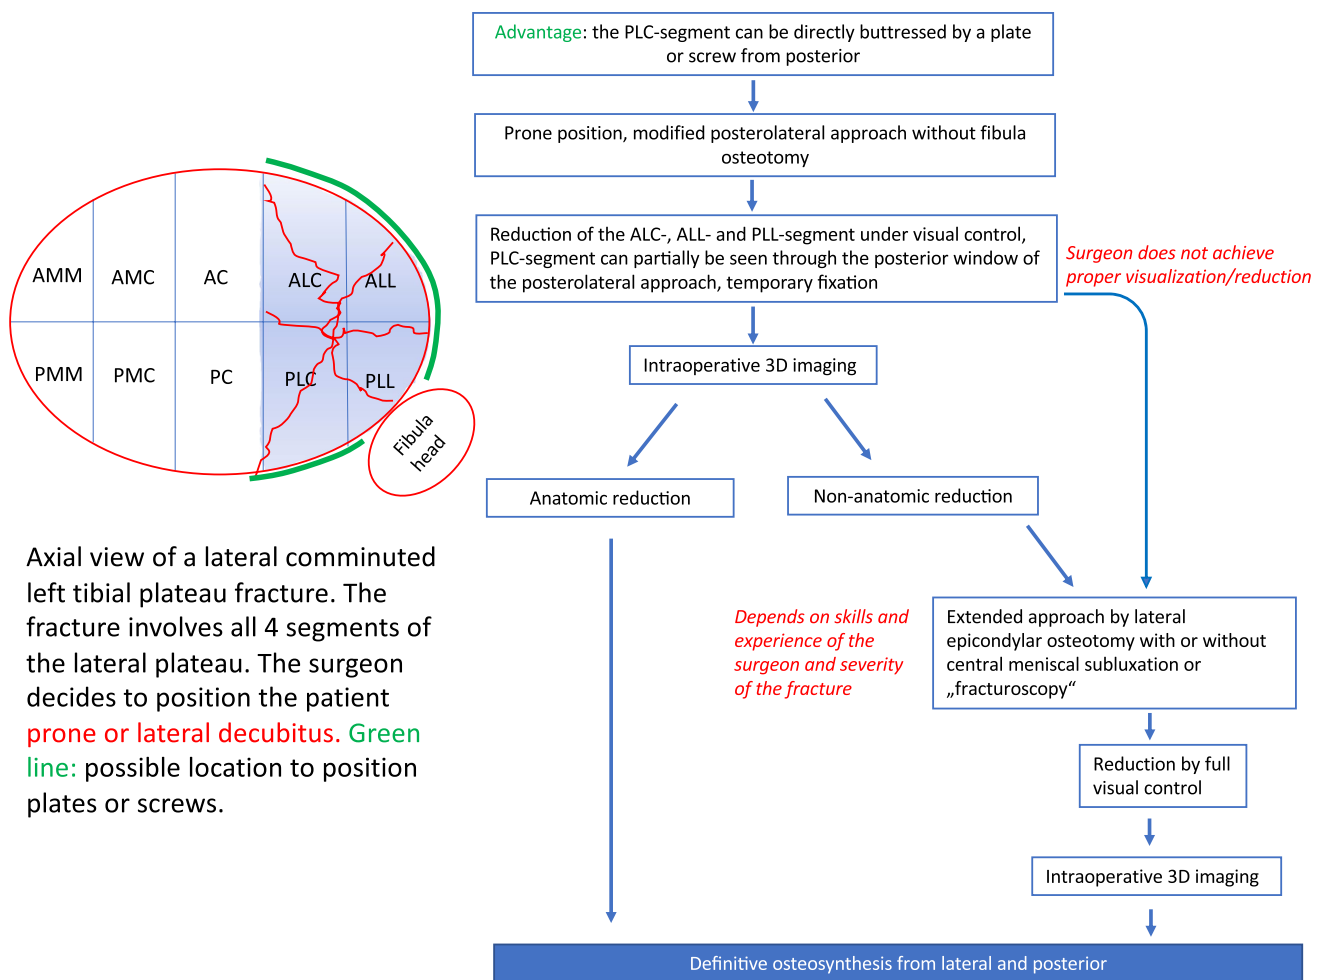 Advantage: the PLC-segment can be directly buttressed by a plate
or screw from posterior
Prone position, modified posterolateral approach without fibula
osteotomy
Reduction of the ALC-, ALL- and PLL-segment under visual control,
PLC-segment can partially be seen through the posterior window of
the posterolateral approach, temporary fixation
Surgeon does not achieve
proper visualization/reduction
Intraoperative 3D imaging
Anatomic reduction
Non-anatomic reduction
Depends on skills and
experience of the
surgeon and severity
of the fracture
Extended approach by lateral
epicondylar osteotomy with or without
central meniscal subluxation or
„fracturoscopy“
Reduction by full
visual control
Intraoperative 3D imaging
Definitive osteosynthesis from lateral and posterior
AMM
AMC
AC
ALC
ALL
PMM
PMC
PC
PLC
PLL
Fibula
head
Axial view of a lateral comminuted
left tibial plateau fracture. The
fracture involves all 4 segments of
the lateral plateau. The surgeon
decides to position the patient
prone or lateral decubitus. Green
line: possible location to position
plates or screws.